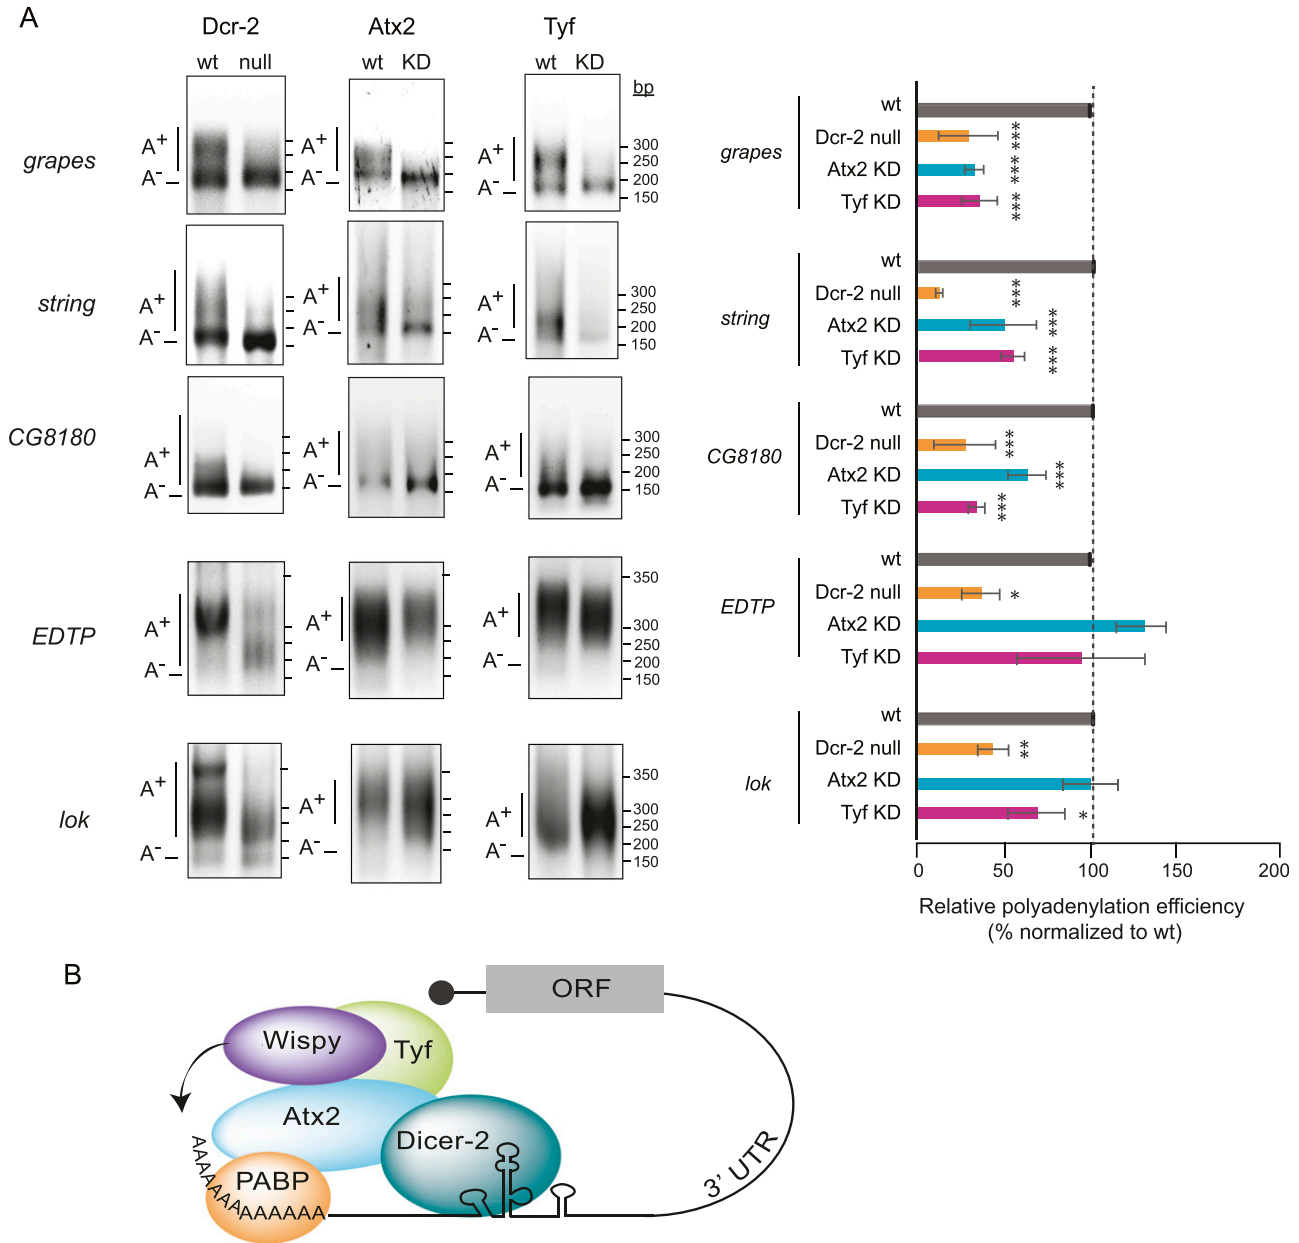 A
Dcr-2 Atx2 Tyf
wt null wt KD wt KD
bp
grapes
A+
A-
A+
A-
A+
A-
300
250
200
150
string
A+
A-
A+
A-
A+
A-
300
250
200
150
CG8180
A+
A-
A+
A-
A+
A-
300
250
200
150
EDTP
A+
A-
A+
A-
A+
A-
350
300
250
200
150
lok
A+
A-
A+
A-
A+
A-
350
300
250
200
150
grapes
wt
Dcr-2 null ***
Atx2 KD ***
Tyf KD ***
string
wt
Dcr-2 null ***
Atx2 KD ***
Tyf KD ***
CG8180
wt
Dcr-2 null ***
Atx2 KD ***
Tyf KD ***
EDTP
wt
Dcr-2 null *
Atx2 KD
Tyf KD
lok
wt
Dcr-2 null **
Atx2 KD
Tyf KD *
0 50 100 150 200
Relative polyadenylation efficiency
(% normalized to wt)
B
ORF
Wispy
Tyf
Atx2
Dicer-2
PABP
AAAAAAAAAAAAA
3' UTR